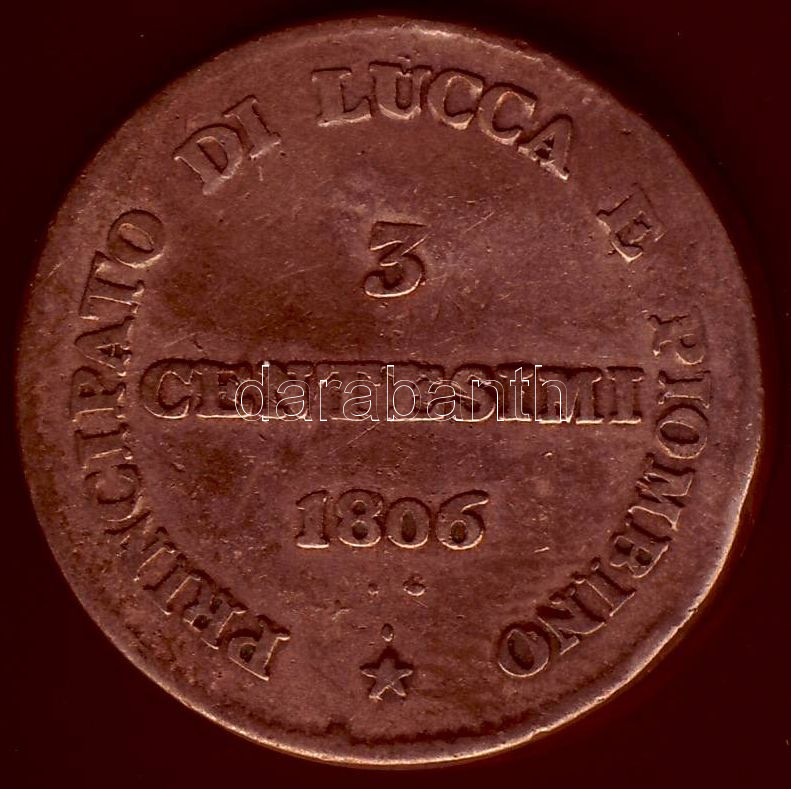 PRINCIPATO DI LUCCA E PIOMBINO
3
CENTESIMI
1806
darabanth